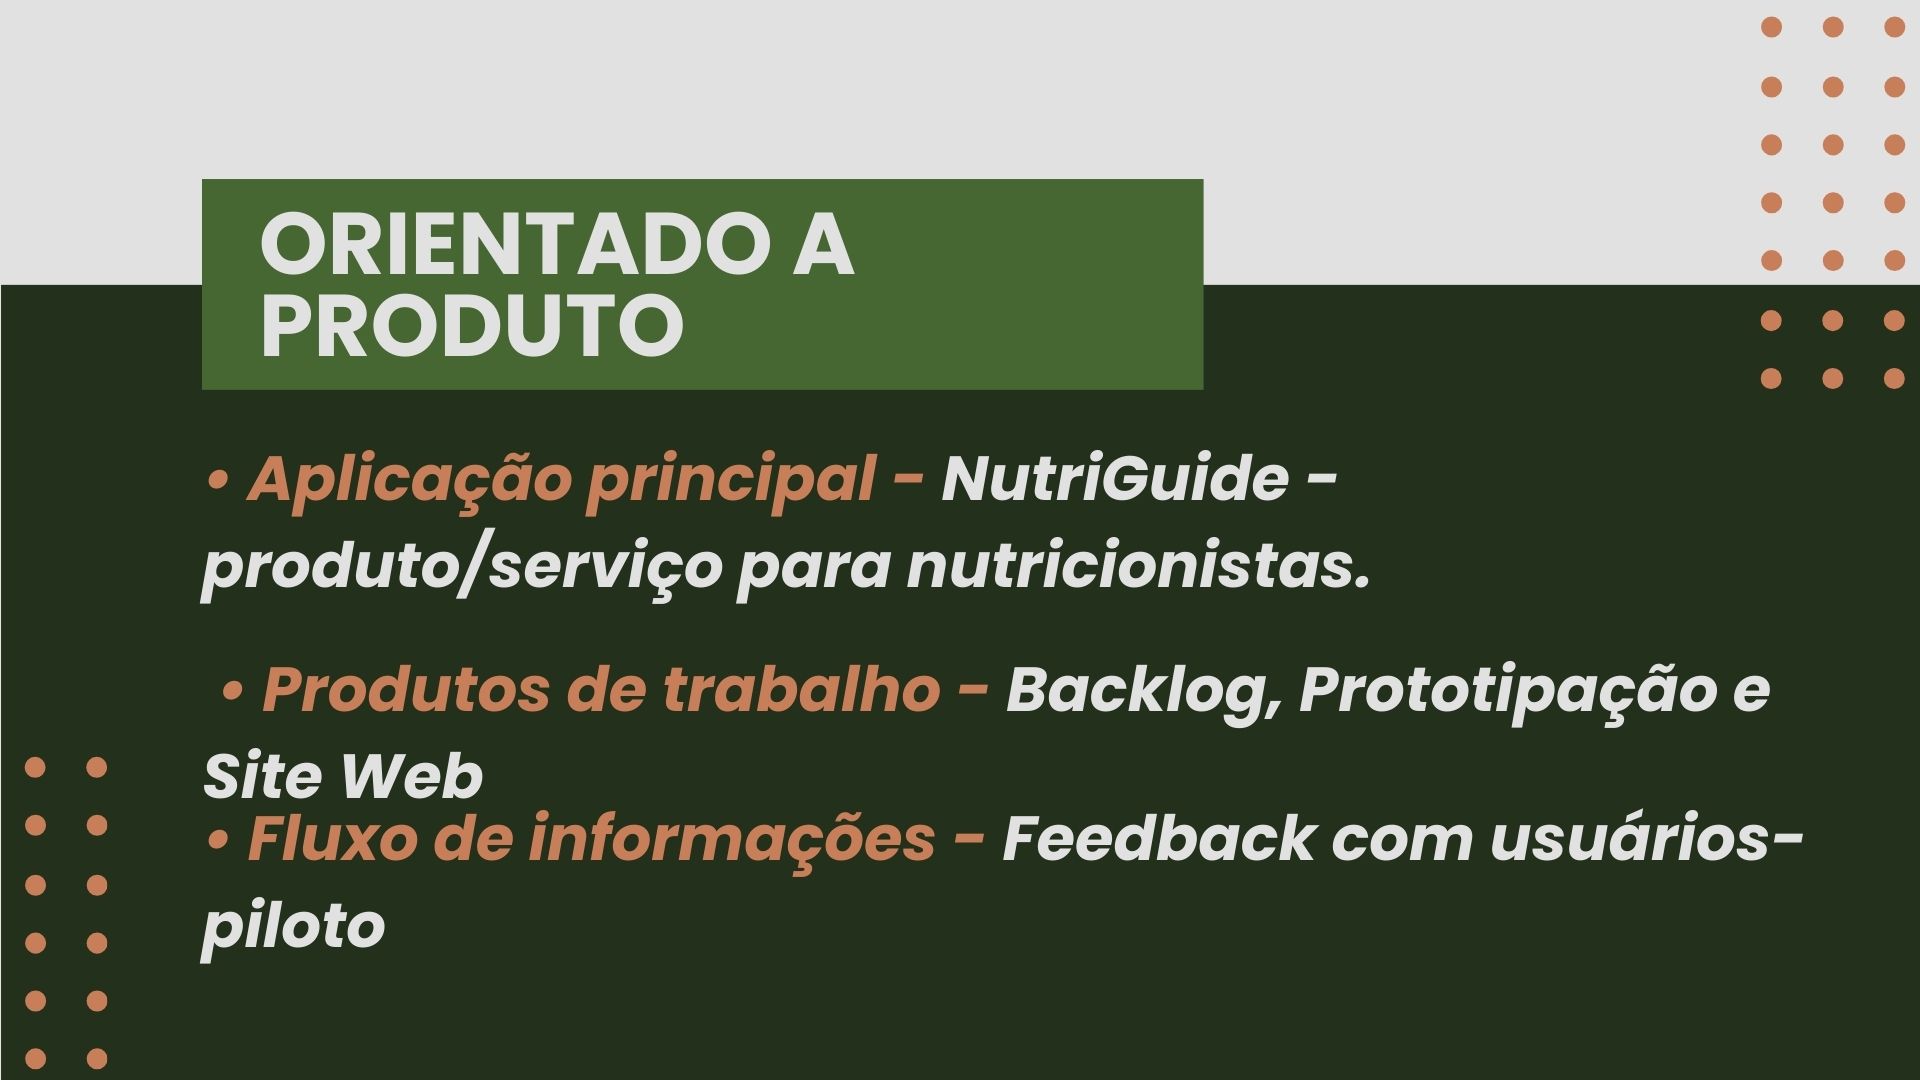 ORIENTADO A
PRODUTO
• Aplicação principal - NutriGuide -
produto/serviço para nutricionistas.
• Produtos de trabalho - Backlog, Prototipação e
Site Web
• Fluxo de informações - Feedback com usuários-
piloto